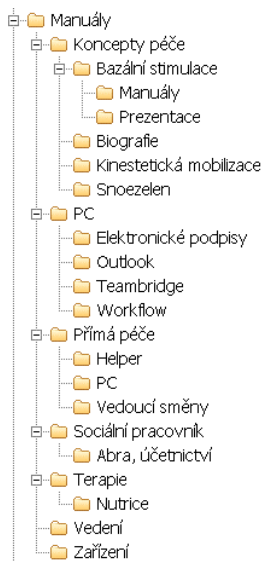 Manuály
Koncepty péče
Bazální stimulace
Manuály
Prezentace
Biografie
Kinestetická mobilizace
Snoezelen
PC
Elektronické podpisy
Outlook
Teambridge
Workflow
Přímá péče
Helper
PC
Vedoucí směny
Sociální pracovník
Abra, účetnictví
Terapie
Nutrice
Vedení
Zařízení